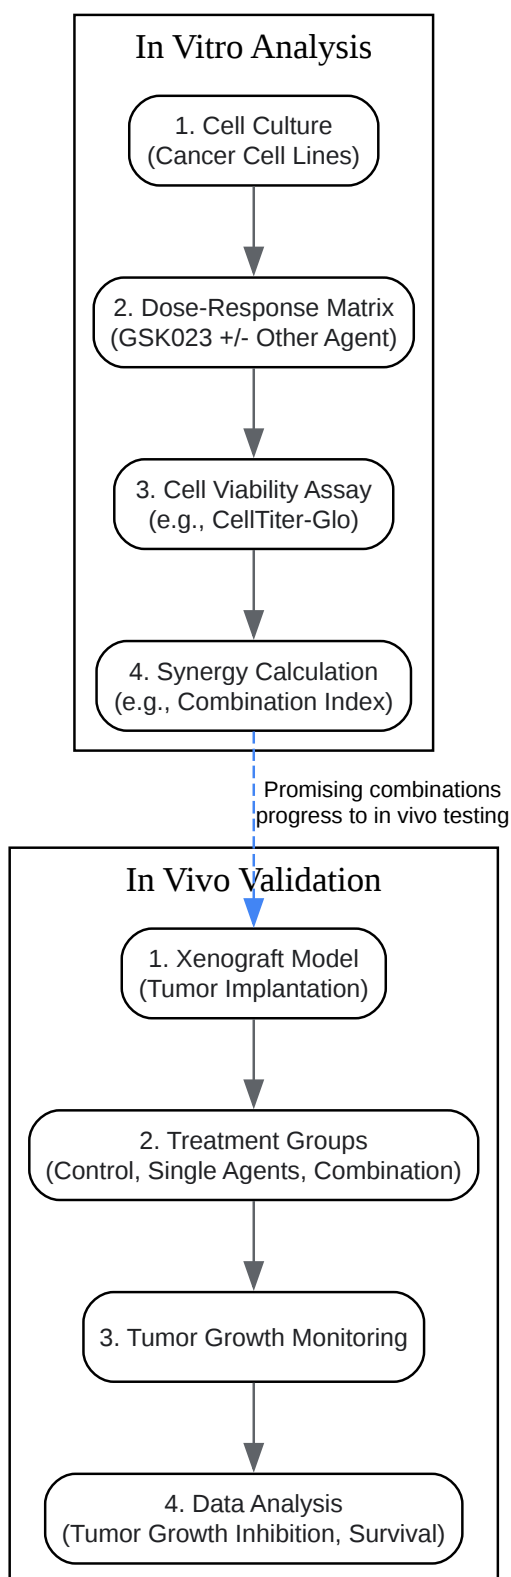 In Vitro Analysis
1. Cell Culture
(Cancer Cell Lines)
2. Dose-Response Matrix
(GSK023 +/- Other Agent)
3. Cell Viability Assay
(e.g., CellTiter-Glo)
4. Synergy Calculation
(e.g., Combination Index)
Promising combinations
progress to in vivo testing
In Vivo Validation
1. Xenograft Model
(Tumor Implantation)
2. Treatment Groups
(Control, Single Agents, Combination)
3. Tumor Growth Monitoring
4. Data Analysis
(Tumor Growth Inhibition, Survival)